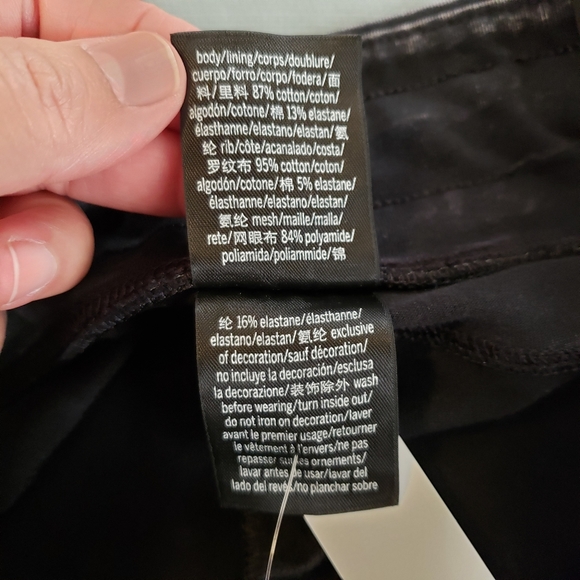 body/lining/corps/doublure/
cuerpo/forro/corpo/fodera/面
料/里料 87% cotton/coton/
algodón/cotone/棉 13% elastane/
élasthanne/elastano/elastan/氨
纶 rib/côte/acanalado/costa/
罗纹布 95% cotton/coton/
algodón/cotone/棉 5% elastane/
élasthanne/elastano/elastan/
氨纶 mesh/maille/malla/
rete/网眼布 84% polyamide/
poliamida/poliammide/锦
纶 16% elastane/élasthanne/
elastano/elastan/氨纶 exclusive
of decoration/sauf décoration/
no incluye la decoración/esclusa
la decorazione/装饰除外 wash
before wearing/turn inside out/
do not iron on decoration/laver
avant le premier usage/retourner
le vêtement à l'envers/ne pas
repasser ornements/
lavar antes de usar/lavar del
lado del revés/no planchar sobre